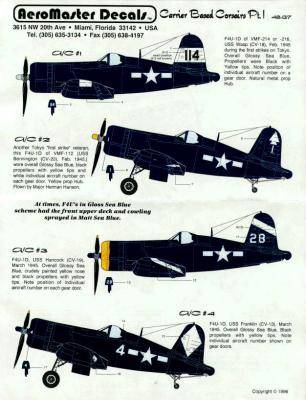 AeroMaster Decals™
Carrier Based Corsairs Pt.1
48-317
3615 NW 20th Ave • Miami, Florida 33142 • USA
Tel. (305) 635-3134 • Fax (305) 638-4197
A/C #1
114
F4U-1D of VMF-214 or -216,
USS Wasp (CV-18), Feb. 1945
during the first strikes on Tokyo.
Overall Glossy Sea Blue.
Propellers were Black with
Yellow tips. Note position of
individual aircraft number on a
gear door. Natural metal prop
Hub.
A/C #2
Another Tokyo "first strike" veteran,
this F4U-1D of VMF-112 (USS
Bennington (CV-20), Feb. 1945.)
wore overall Glossy Sea Blue, black
propellers with yellow tips and
white individual aircraft number on
each gear door. Yellow prop Hub.
Flown by Major Herman Hansen.
At times, F4U's in Gloss Sea Blue
scheme had the front upper deck and cowling
sprayed in Matt Sea Blue.
A/C #3
28
F4U-1D, USS Hancock (CV-19),
March 1945. Overall Glossy Sea
Blue, crudely painted yellow nose
and black propellers with yellow
tips. Note position of individual
aircraft number on each gear door.
A/C #4
4
F4U-1D, USS Franklin (CV-13), March
1945. Overall Glossy Sea Blue. Black
propellers with yellow tips. Note
individual aircraft number shown on
gear doors.
Copyright © 1996